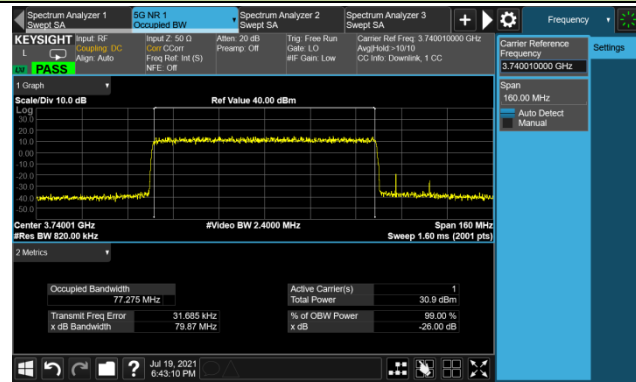 Spectrum Analyzer 1
Swept SA
5G NR 1
Occupied BW
Spectrum Analyzer 2
Swept SA
Spectrum Analyzer 3
Swept SA
Frequency
KEYSIGHT
L
PASS
Input: RF
Coupling: DC
Align: Auto
Input Z: 50 Ω
Corr CCorr
Freq Ref: Int (S)
NFE: Off
Atten: 20 dB
Preamp: Off
Trig: Free Run
Gate: LO
#IF Gain: Low
Carrier Ref Freq: 3.740010000 GHz
Avg|Hold:>10/10
CC Info: Downlink, 1 CC
Carrier Reference
Frequency
3.740010000 GHz
Settings
Span
160.00 MHz
Auto Detect
Manual
1 Graph
Scale/Div 10.0 dB
Ref Value 40.00 dBm
Log
30.0
20.0
10.0
0.00
-10.0
-20.0
-30.0
-40.0
-50.0
Center 3.74001 GHz
#Video BW 2.4000 MHz
Span 160 MHz
#Res BW 820.00 kHz
Sweep 1.60 ms (2001 pts)
2 Metrics
Occupied Bandwidth
77.275 MHz
Active Carrier(s) 1
Total Power 30.9 dBm
Transmit Freq Error 31.685 kHz
x dB Bandwidth 79.87 MHz
% of OBW Power 99.00 %
x dB -26.00 dB
?
Jul 19, 2021
6:43:10 PM